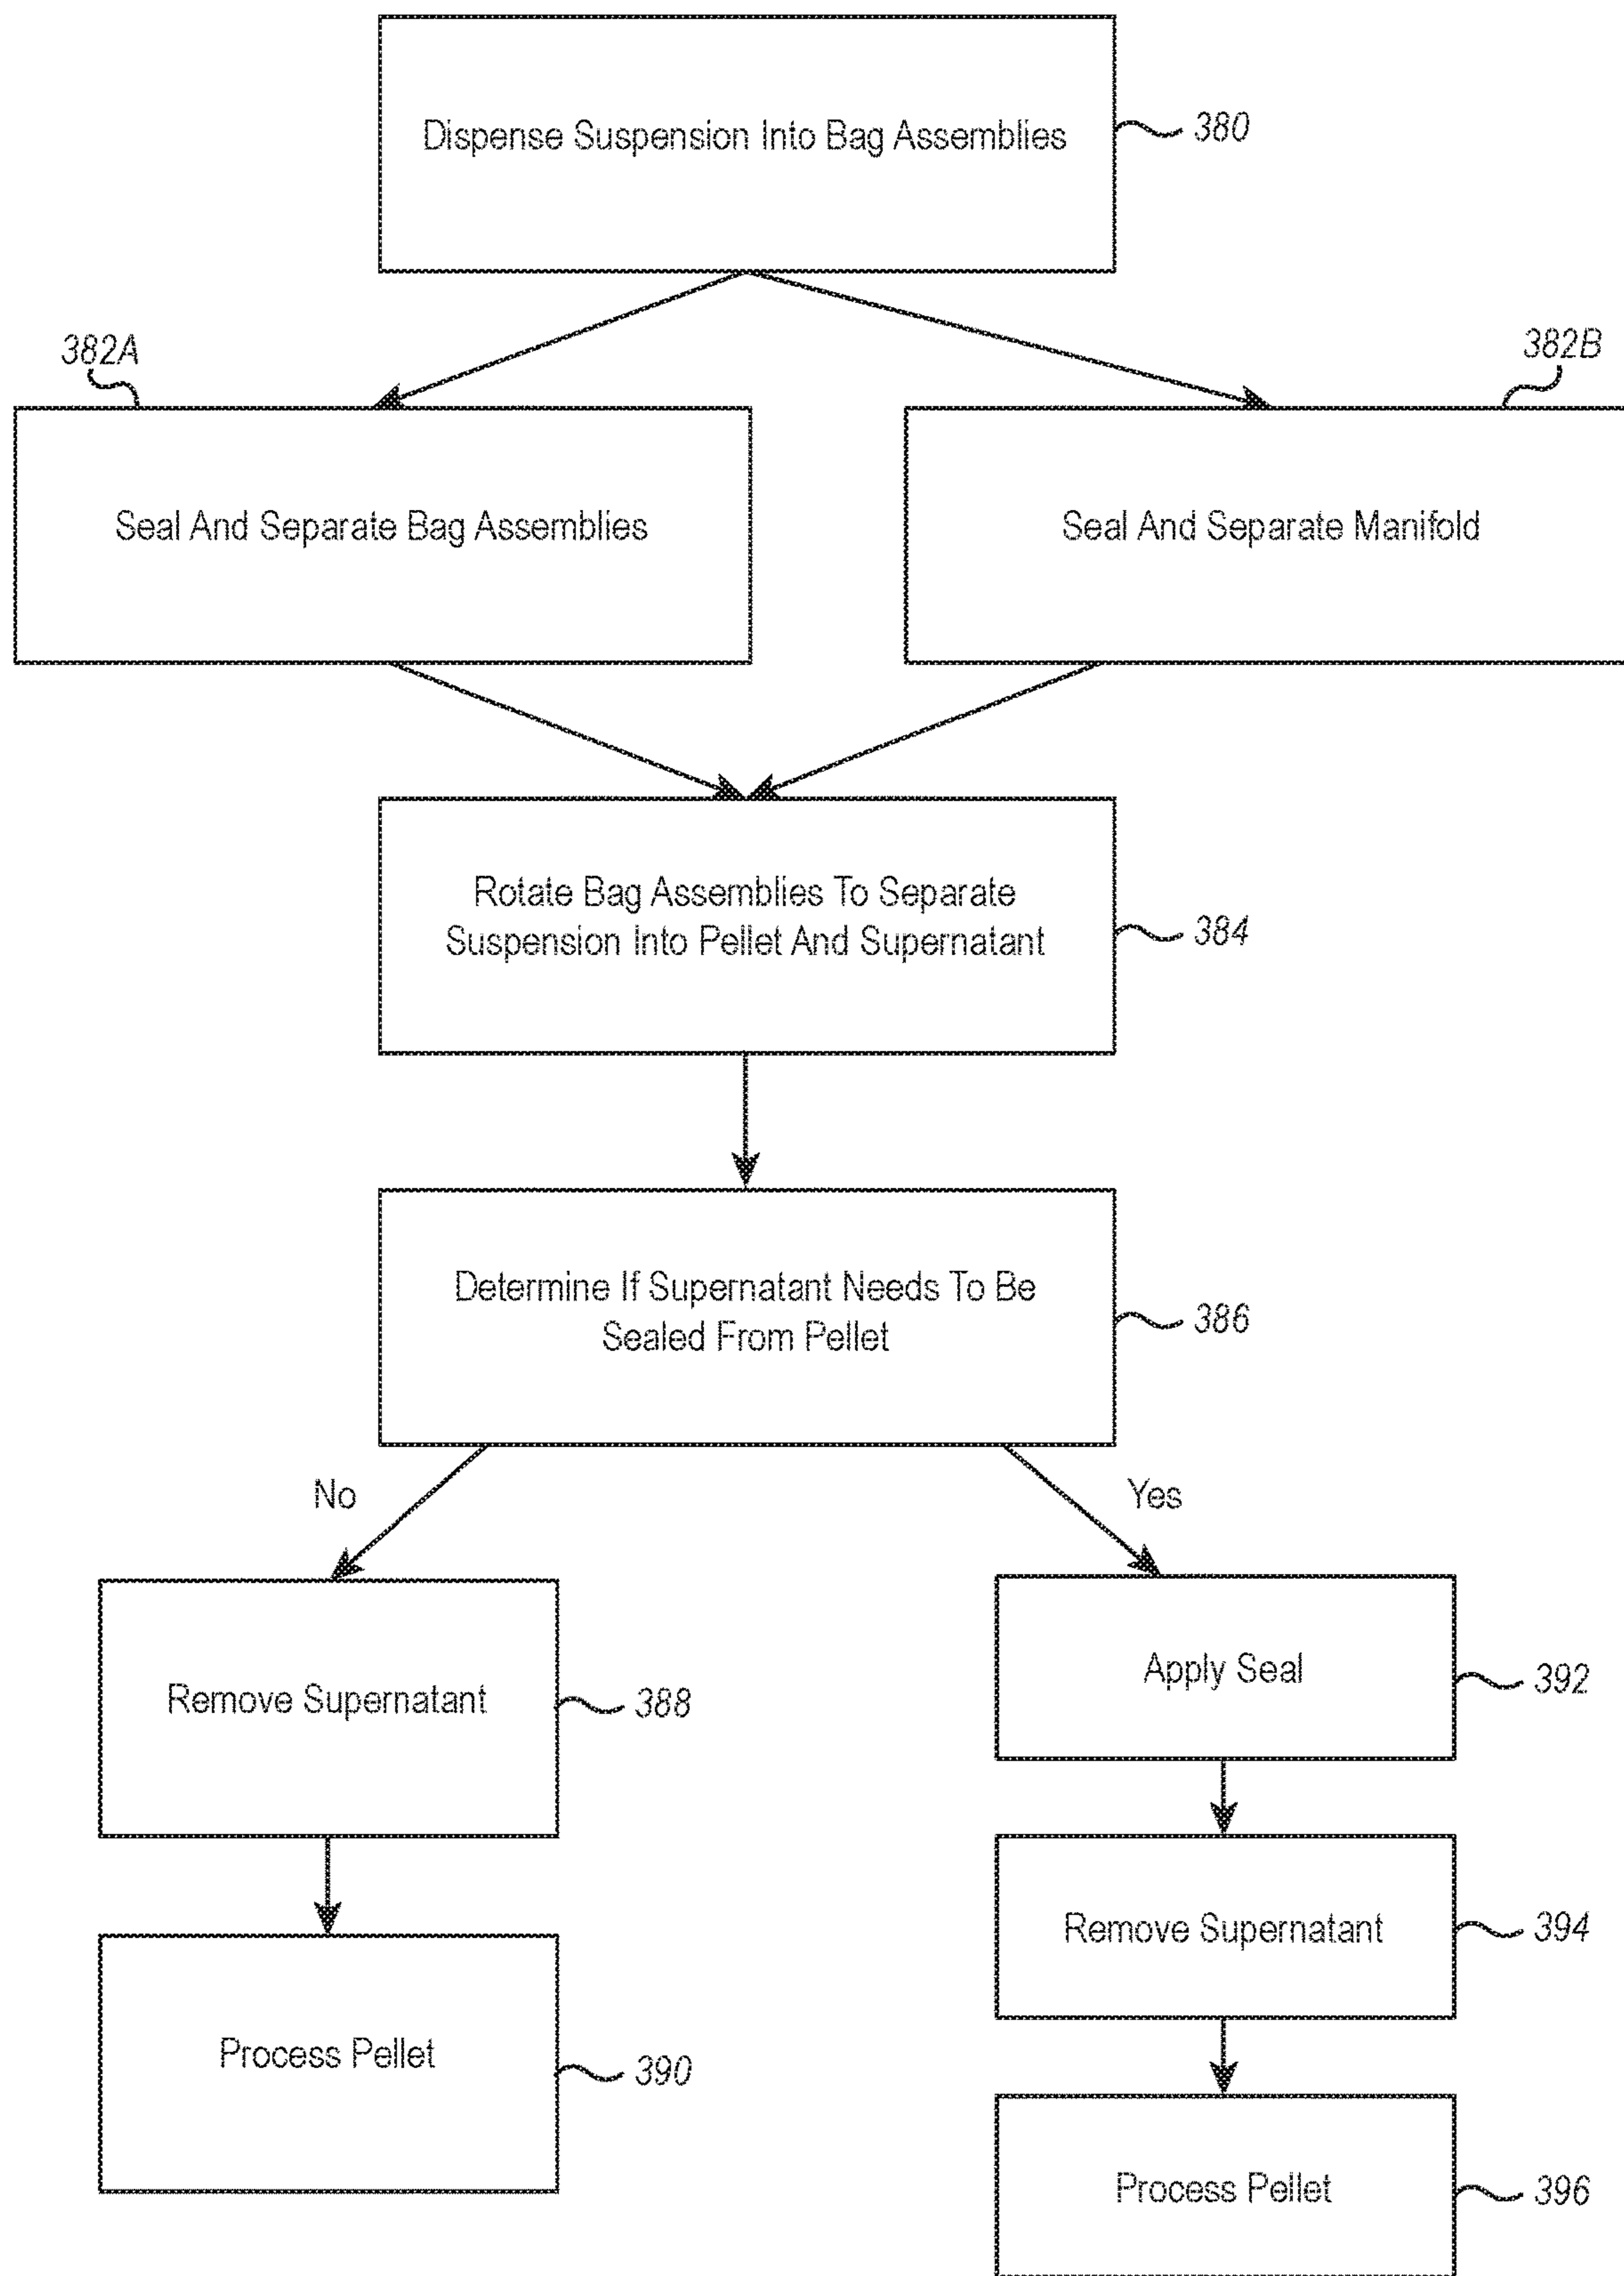 Dispense Suspension Into Bag Assemblies
380
382A
382B
Seal And Separate Bag Assemblies
Seal And Separate Manifold
Rotate Bag Assemblies To Separate
Suspension Into Pellet And Supernatant
384
Determine If Supernatant Needs To Be
Sealed From Pellet
386
No
Yes
Remove Supernatant
388
Process Pellet
390
Apply Seal
392
Remove Supernatant
394
Process Pellet
396